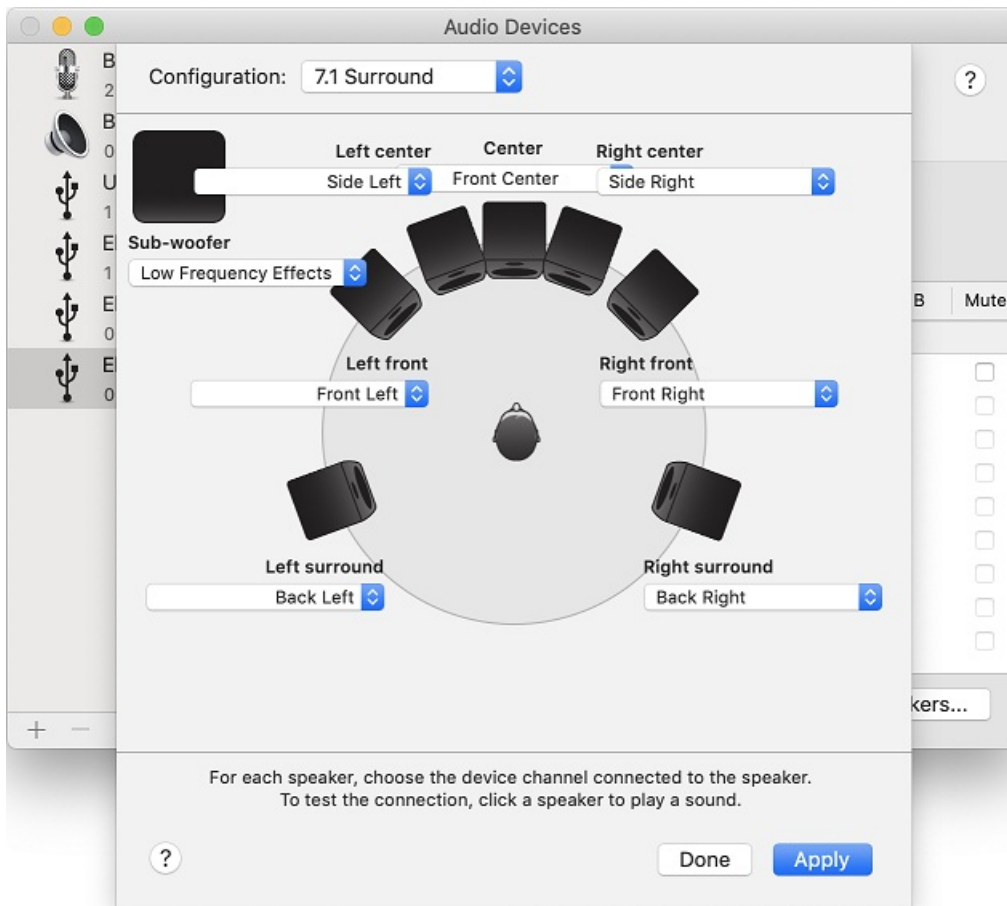 Audio Devices
Configuration: 7.1 Surround
?
Left center Center Right center
Side Left Front Center Side Right
Sub-woofer
Low Frequency Effects
B Mute
Left front Right front
Front Left Front Right
Left surround Right surround
Back Left Back Right
kers...
+ −
For each speaker, choose the device channel connected to the speaker.
To test the connection, click a speaker to play a sound.
? Done Apply